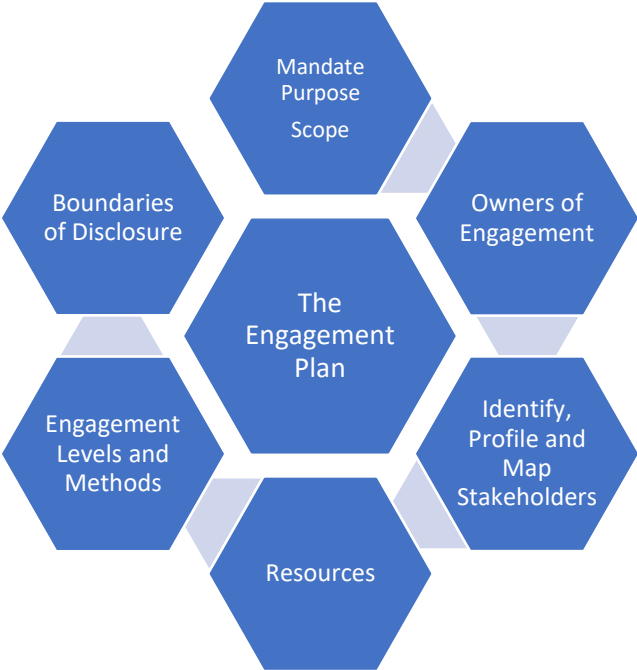 Mandate
Purpose
Scope
Owners of
Engagement
Identify,
Profile and
Map
Stakeholders
Resources
Engagement
Levels and
Methods
Boundaries
of Disclosure
The
Engagement
Plan